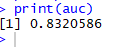 > print(auc)
[1] 0.8320586
>